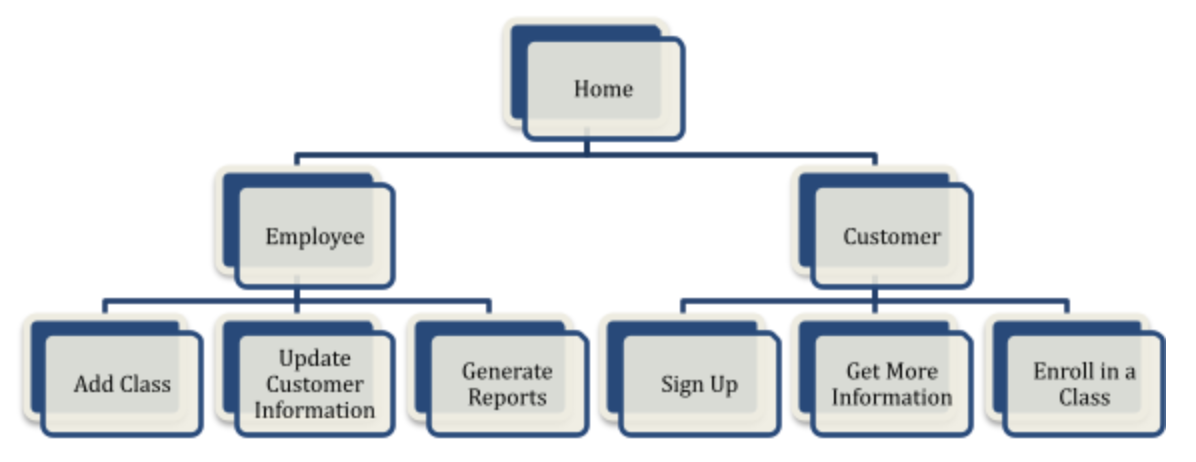 Home
Employee
Customer
Add Class
Update
Customer
Information
Generate
Reports
Sign Up
Get More
Information
Enroll in a
Class